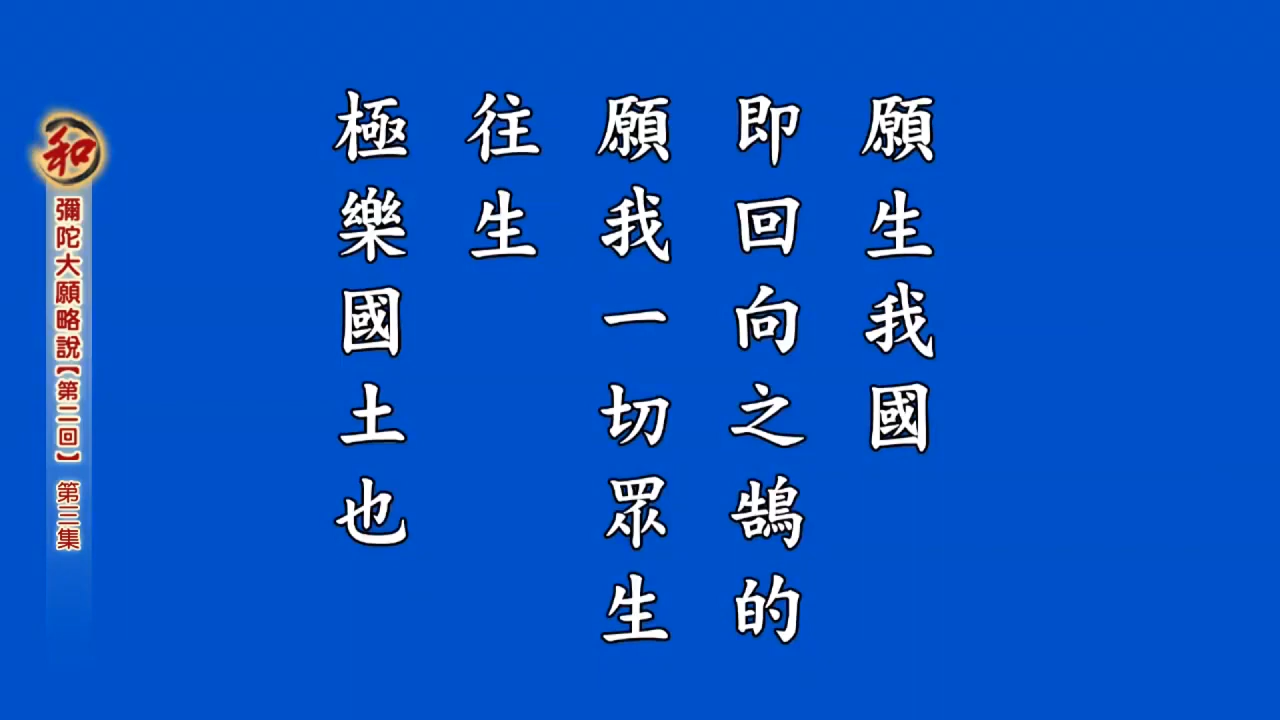 願生我國
即回向之鵠的
願我一切眾生
往生
極樂國土也
和
彌陀大願略說【第二回】 第三集